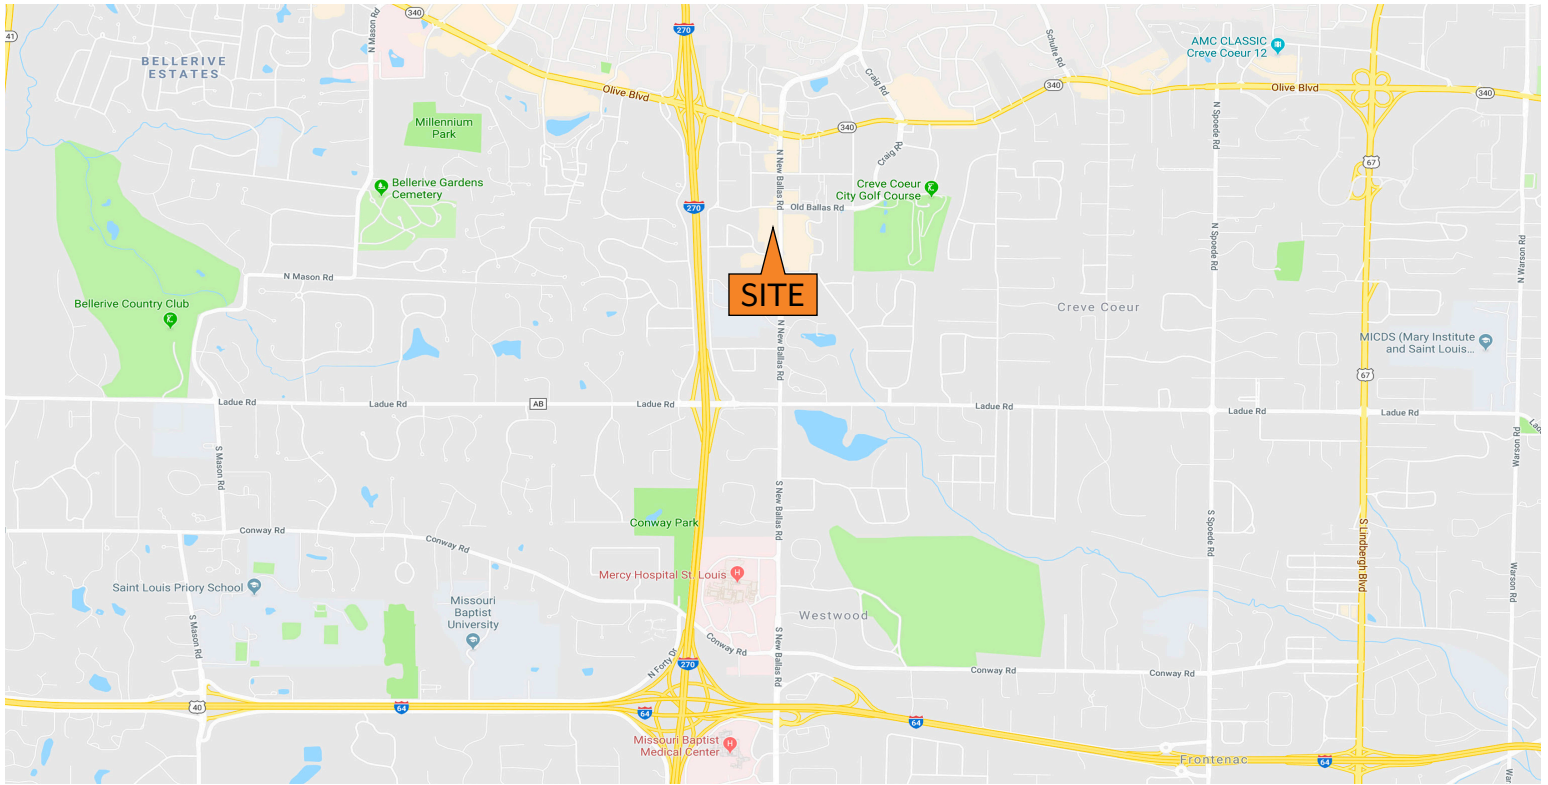 340
N Mason Rd
270
Schulte Rd
AMC CLASSIC
Creve Coeur 12
41
BELLERIVE
ESTATES
Craig Rd
Olive Blvd
340
Olive Blvd
340
Millennium
Park
340
N Spoede Rd
N New Ballas Rd
Craig Rd
67
Bellerive Gardens
Cemetery
Creve Coeur
City Golf Course
270
Old Ballas Rd
N Spoede Rd
N Warson Rd
N Mason Rd
SITE
Bellerive Country Club
Creve Coeur
N New Ballas Rd
MICDS (Mary Institute
and Saint Louis...
67
Ladue Rd
Ladue Rd
AB
Ladue Rd
Ladue Rd
Ladue Rd
Ladue Rd
S Mason Rd
Warson Rd
S New Ballas Rd
Conway Park
S Spoede Rd
S Lindbergh Blvd
Conway Rd
Conway Rd
Mercy Hospital St. Louis
Saint Louis Priory School
Warson Rd
Missouri
Baptist
University
Westwood
S Mason Rd
S New Ballas Rd
Conway Rd
N Forty Dr
270
Conway Rd
Conway Rd
40
64
64
64
Missouri Baptist
Medical Center
Frontenac
64